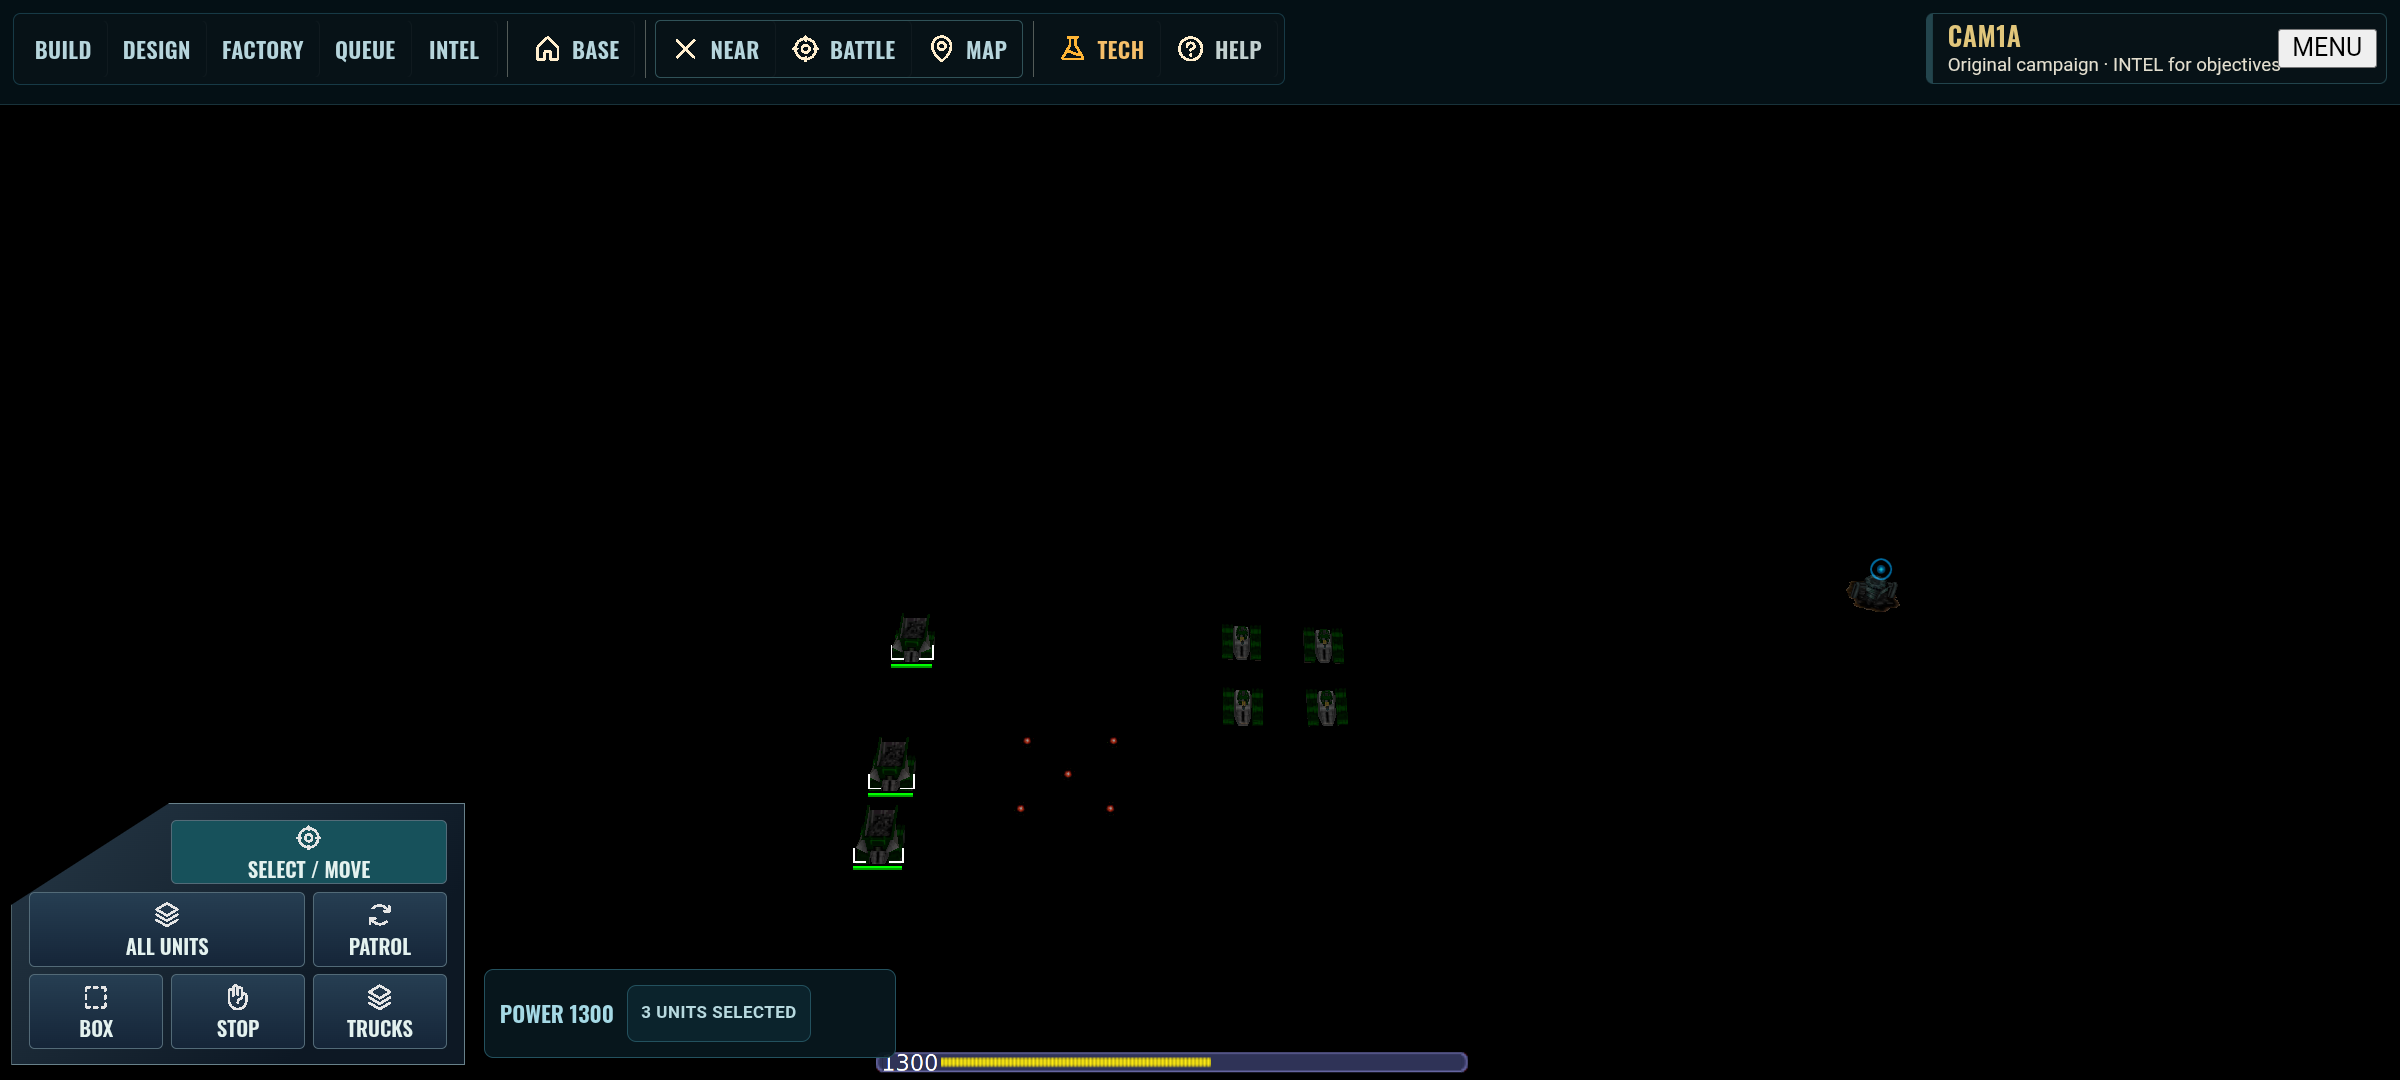 BUILD DESIGN FACTORY QUEUE INTEL BASE NEAR BATTLE MAP TECH HELP
CAM1A
Original campaign · INTEL for objectives
MENU
SELECT / MOVE
ALL UNITS PATROL
BOX STOP TRUCKS
POWER 1300 3 UNITS SELECTED
1300